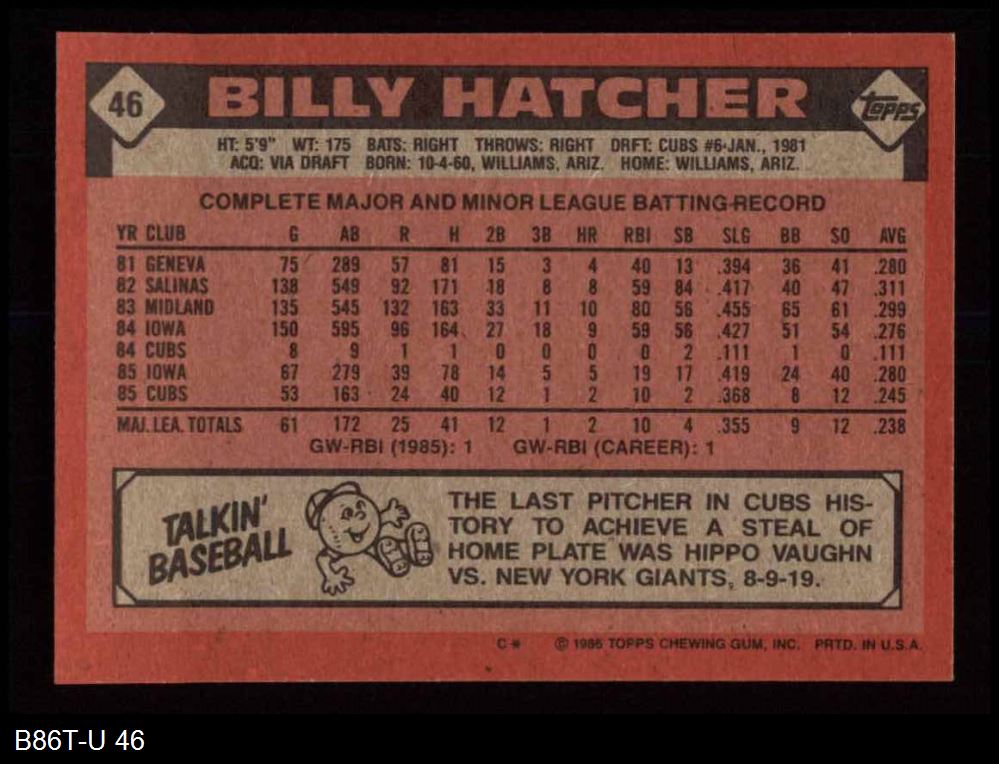 46 BILLY HATCHER TOPPS
HT: 5'9" WT: 175 BATS: RIGHT THROWS: RIGHT DRFT: CUBS #6-JAN., 1981
ACQ: VIA DRAFT BORN: 10-4-60, WILLIAMS, ARIZ. HOME: WILLIAMS, ARIZ.
COMPLETE MAJOR AND MINOR LEAGUE BATTING RECORD
YR CLUB G AB R H 2B 3B HR RBI SB SLG BB SO AVG
81 GENEVA 75 289 57 81 15 3 4 40 13 .394 36 41 .280
82 SALINAS 138 549 92 171 18 8 8 59 84 .417 40 47 .311
83 MIDLAND 135 545 132 163 33 11 10 80 56 .455 65 61 .299
84 IOWA 150 595 96 164 27 18 9 59 56 .427 51 54 .276
84 CUBS 8 9 1 1 0 0 0 0 2 .111 1 0 .111
85 IOWA 67 279 39 78 14 5 5 19 17 .419 24 40 .280
85 CUBS 53 163 24 40 12 1 2 10 2 .368 8 12 .245
MAJ. LEA. TOTALS 61 172 25 41 12 1 2 10 4 .355 9 12 .238
GW-RBI (1985): 1 GW-RBI (CAREER): 1
TALKIN'
BASEBALL
THE LAST PITCHER IN CUBS HIS-
TORY TO ACHIEVE A STEAL OF
HOME PLATE WAS HIPPO VAUGHN
VS. NEW YORK GIANTS, 8-9-19.
C* © 1986 TOPPS CHEWING GUM, INC. PRTD. IN U.S.A.
B86T-U 46